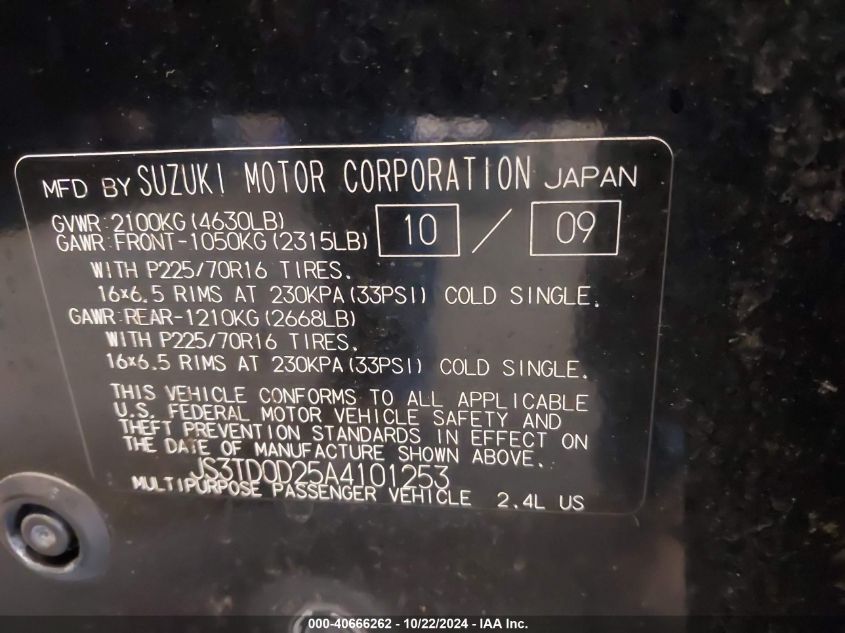 MFD BY SUZUKI MOTOR CORPORATION JAPAN
GVWR:2100KG(4630LB)
GAWR:FRONT-1050KG(2315LB)
10 / 09
WITH P225/70R16 TIRES.
16×6.5 RIMS AT 230KPA(33PSI) COLD SINGLE.
GAWR:REAR-1210KG(2668LB)
WITH P225/70R16 TIRES.
16×6.5 RIMS AT 230KPA(33PSI) COLD SINGLE.
THIS VEHICLE CONFORMS TO ALL APPLICABLE
U.S. FEDERAL MOTOR VEHICLE SAFETY AND
THEFT PREVENTION STANDARDS IN EFFECT ON
THE DATE OF MANUFACTURE SHOWN ABOVE.
JS3TD0D25A4101253
MULTIPURPOSE PASSENGER VEHICLE 2.4L US
000-40666262 - 10/22/2024 - IAA Inc.